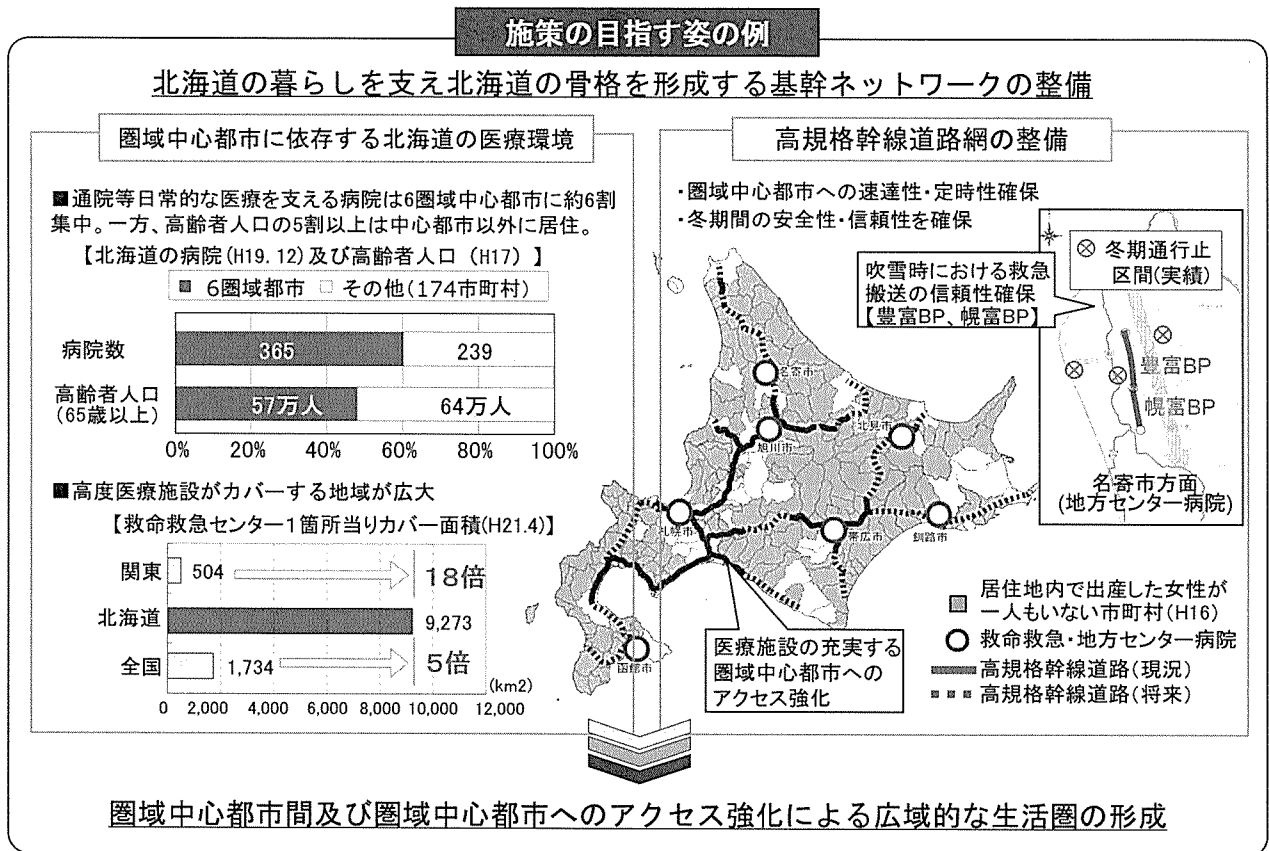 施策の目指す姿の例
北海道の暮らしを支え北海道の骨格を形成する基幹ネットワークの整備
圏域中心都市に依存する北海道の医療環境
■通院等日常的な医療を支える病院は6圏域中心都市に約6割
集中。一方、高齢者人口の5割以上は中心都市以外に居住。
【北海道の病院(H19.12)及び高齢者人口(H17)】
■ 6圏域都市 □ その他(174市町村)
病院数
365
239
高齢者人口
(65歳以上)
57万人
64万人
0% 20% 40% 60% 80% 100%
■高度医療施設がカバーする地域が広大
【救命救急センター1箇所当りカバー面積(H21.4)】
関東
504
18倍
北海道
9,273
全国
1,734
5倍
(km2)
0 2,000 4,000 6,000 8,000 10,000 12,000
高規格幹線道路網の整備
・圏域中心都市への速達性・定時性確保
・冬期間の安全性・信頼性を確保
吹雪時における救急
搬送の信頼性確保
【豊富BP、幌富BP】
冬期通行止
区間(実績)
豊富BP
幌富BP
名寄市方面
(地方センター病院)
名寄市
北見市
旭川市
札幌市
帯広市
釧路市
函館市
医療施設の充実する
圏域中心都市への
アクセス強化
居住地内で出産した女性が
一人もいない市町村(H16)
救命救急・地方センター病院
高規格幹線道路(現況)
高規格幹線道路(将来)
圏域中心都市間及び圏域中心都市へのアクセス強化による広域的な生活圏の形成